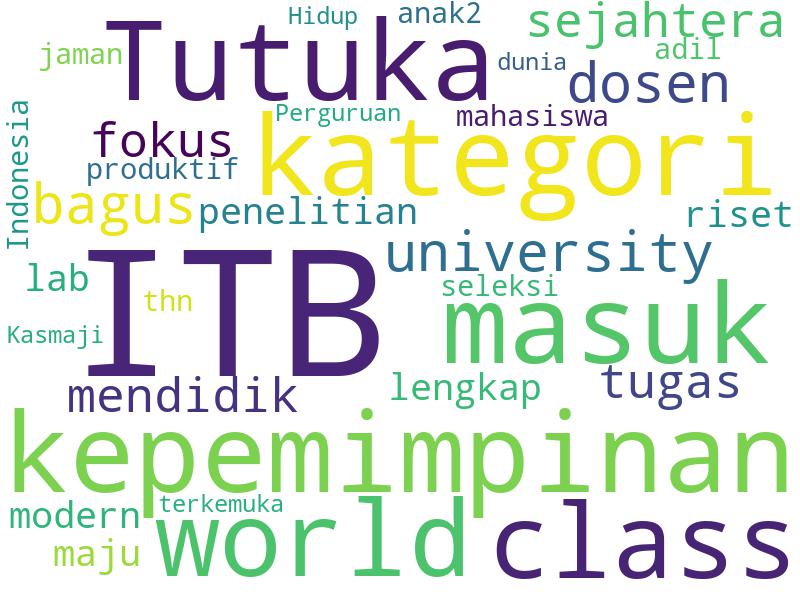 Hidup
anak2
sejahtera
jaman
Tutuka
adil
dunia
dosen
Indonesia
Perguruan
mahasiswa
fokus
kategori
produktif
bagus
penelitian
riset
university
ITB
lab
seleksi
thn
masuk
Kasmaji
mendidik
lengkap
tugas
kepemimpinan
modern
terkemuka
world
class
maju